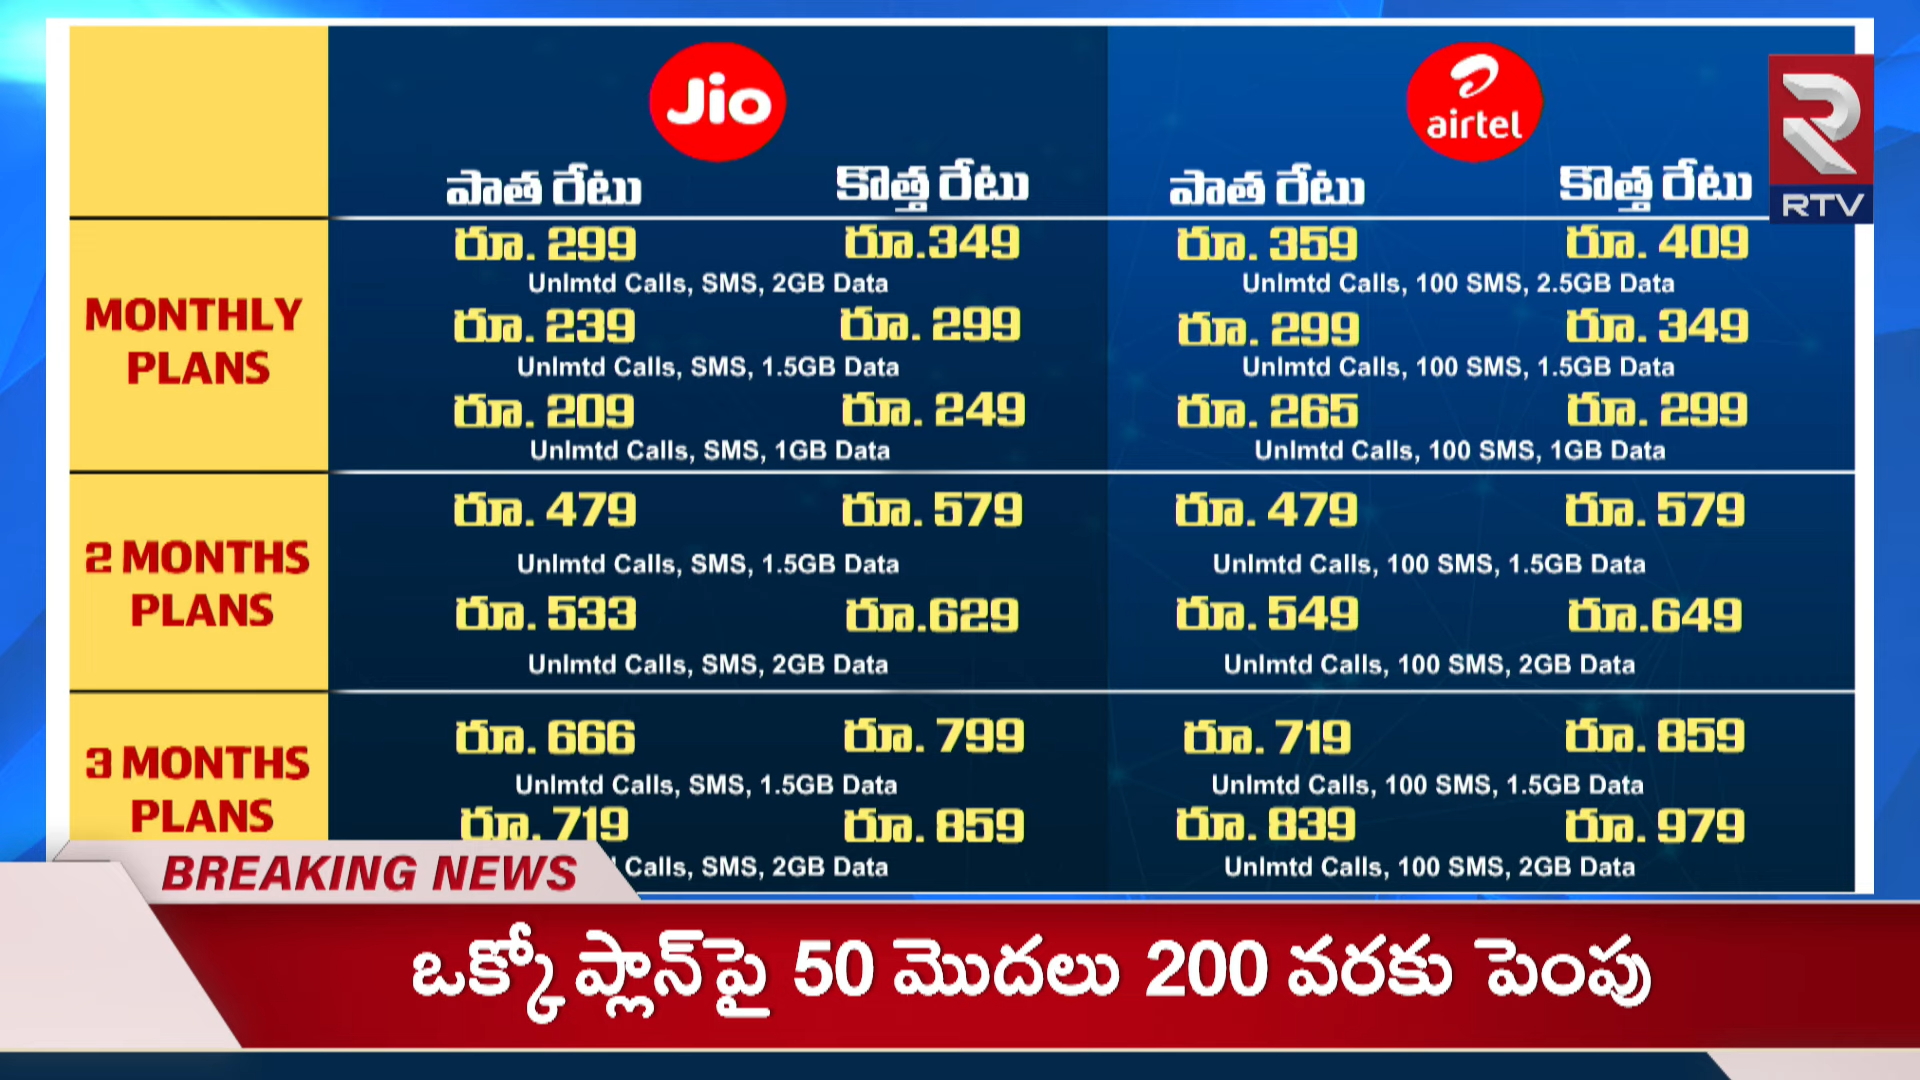 Jio
airtel
పాత రేటు కొత్త రేటు పాత రేటు కొత్త రేటు
RTV
MONTHLY
PLANS
రూ. 299 రూ.349 రూ. 359 రూ. 409
Unlmtd Calls, SMS, 2GB Data Unlmtd Calls, 100 SMS, 2.5GB Data
రూ. 239 రూ. 299 రూ. 299 రూ. 349
Unlmtd Calls, SMS, 1.5GB Data Unlmtd Calls, 100 SMS, 1.5GB Data
రూ. 209 రూ. 249 రూ. 265 రూ. 299
Unlmtd Calls, SMS, 1GB Data Unlmtd Calls, 100 SMS, 1GB Data
2 MONTHS
PLANS
రూ. 479 రూ. 579 రూ. 479 రూ. 579
Unlmtd Calls, SMS, 1.5GB Data Unlmtd Calls, 100 SMS, 1.5GB Data
రూ. 533 రూ.629 రూ. 549 రూ.649
Unlmtd Calls, SMS, 2GB Data Unlmtd Calls, 100 SMS, 2GB Data
3 MONTHS
PLANS
రూ. 666 రూ. 799 రూ. 719 రూ. 859
Unlmtd Calls, SMS, 1.5GB Data Unlmtd Calls, 100 SMS, 1.5GB Data
రూ. 719 రూ. 859 రూ. 839 రూ. 979
Calls, SMS, 2GB Data Unlmtd Calls, 100 SMS, 2GB Data
BREAKING NEWS
ఒక్కో ప్లాన్‌పై 50 మొదలు 200 వరకు పెంపు